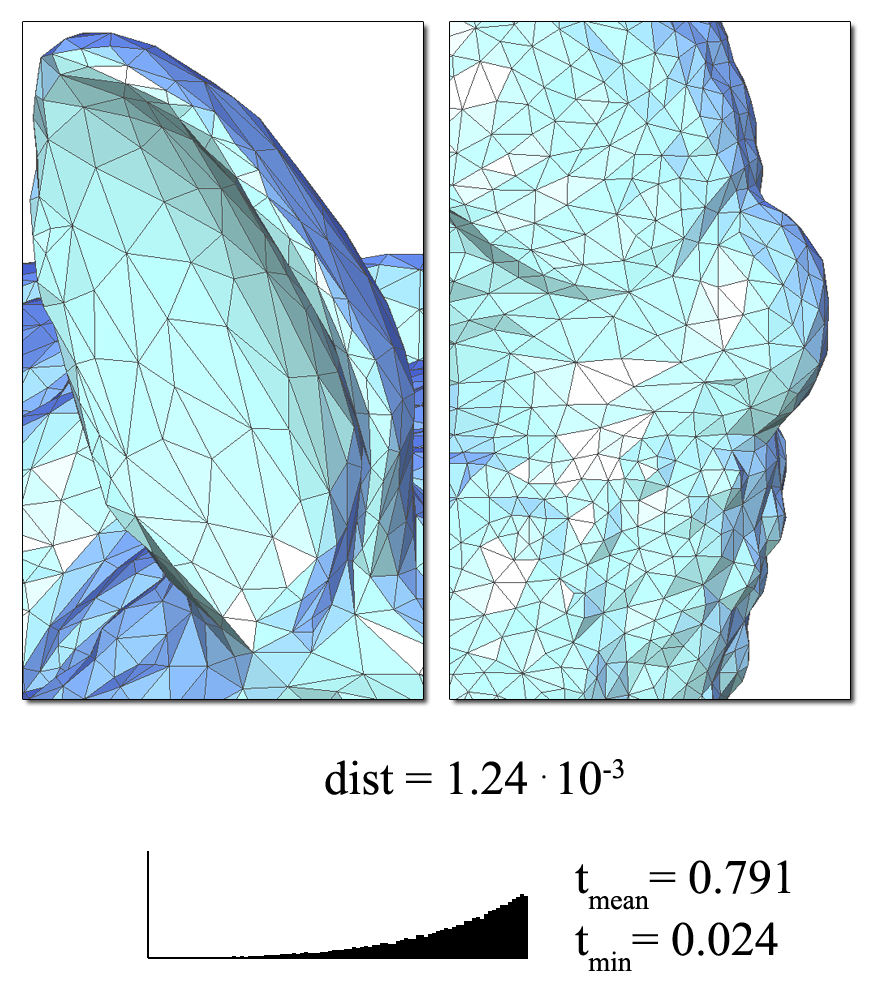 dist = 1.24 · 10⁻³
tₘₑₐₙ= 0.791
tₘᵢₙ= 0.024